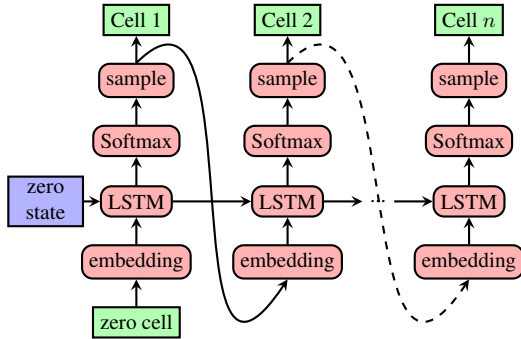 Cell 1
Cell 2
Cell n
sample
sample
sample
Softmax
Softmax
Softmax
zero
state
LSTM
LSTM
...
LSTM
embedding
embedding
embedding
zero cell